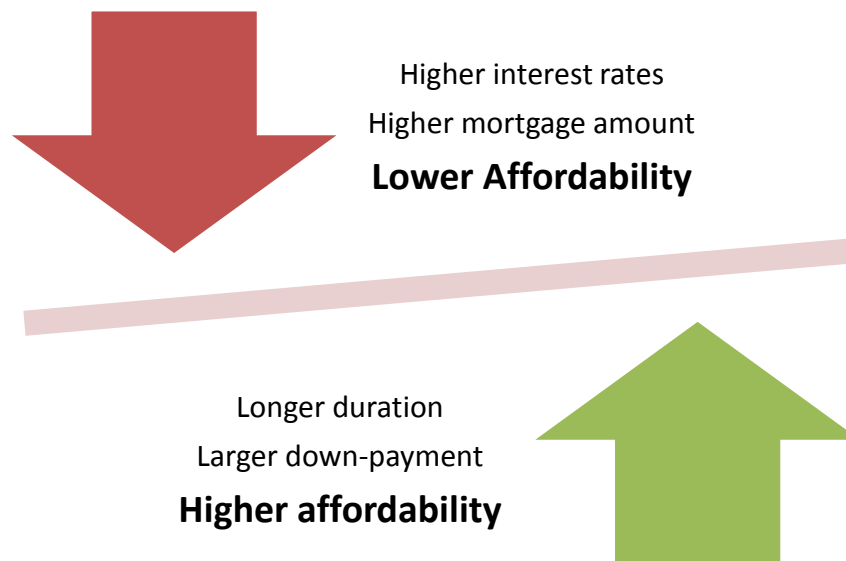 Higher interest rates
Higher mortgage amount
Lower Affordability
Longer duration
Larger down-payment
Higher affordability